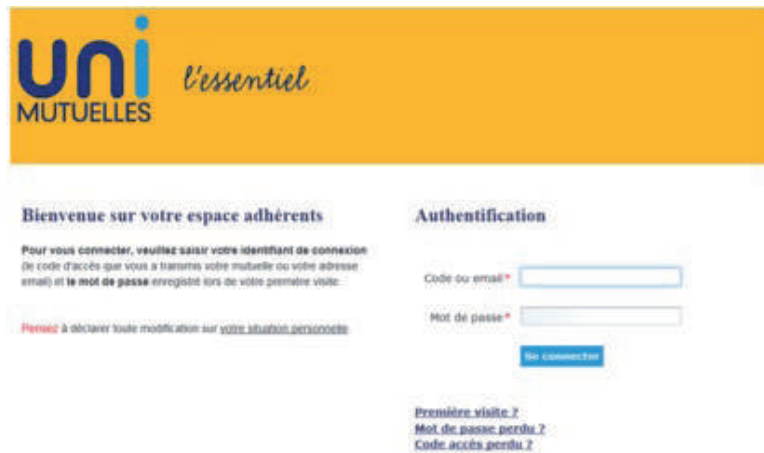 uni
MUTUELLES
l'essentiel
Bienvenue sur votre espace adhérents
Pour vous connecter, veuillez saisir votre identifiant de connexion
(le code d'accès que vous a transmis votre mutuelle ou votre adresse
email) et le mot de passe enregistré lors de votre première visite.
Pensez à déclarer toute modification sur votre situation personnelle
Authentification
Code ou email*
Mot de passe*
Se connecter
Première visite ?
Mot de passe perdu ?
Code accès perdu ?